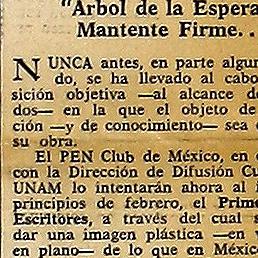 "Arbol de la Espera
Mantente Firme. .
NUNCA antes, en parte algun
do, se ha llevado al cabo
sición objetiva —al alcance d
dos— en la que el objeto de
ción —y de conocimiento— sea
su obra.
El PEN Club de México, en
con la Dirección de Difusión Cu
UNAM lo intentarán ahora al i
principios de febrero, el Prime
Escritores, a través del cual s
dar una imagen plástica —en
en plano— de lo que en Méxic